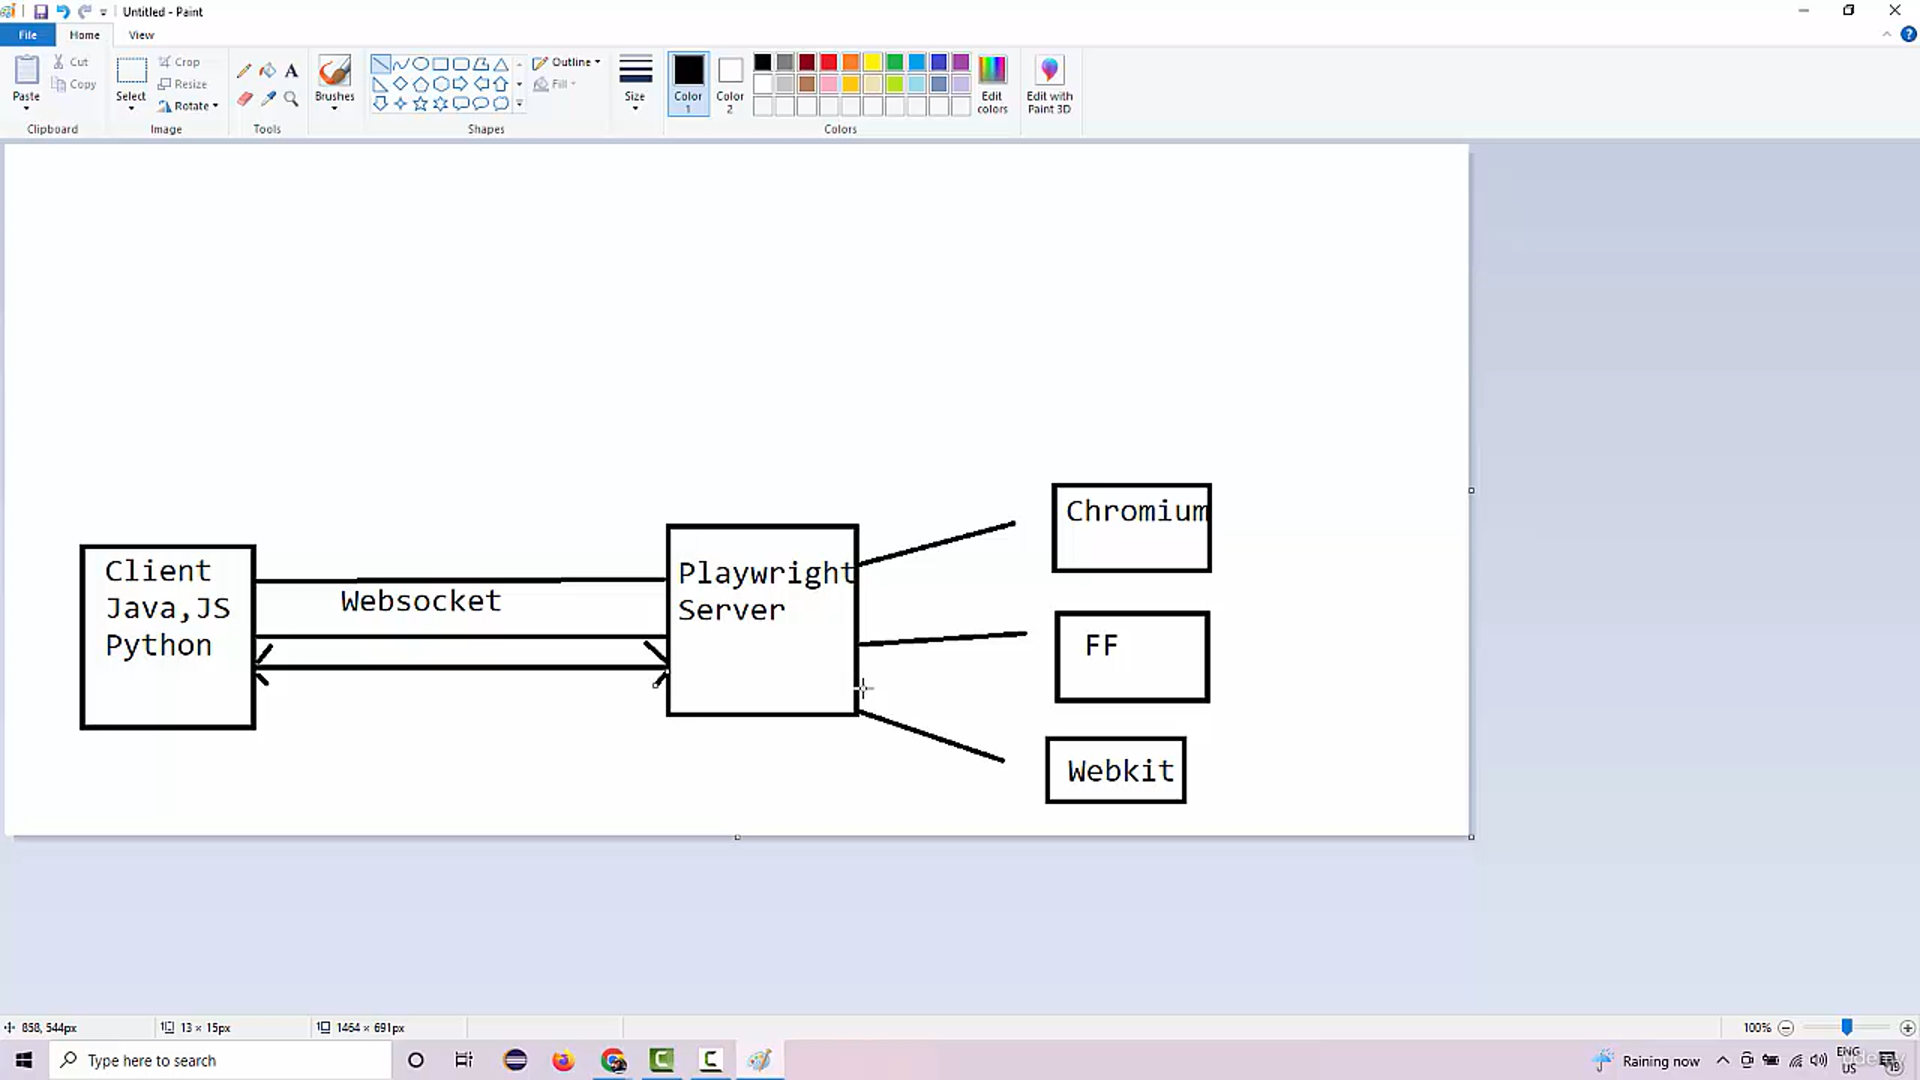 Untitled - Paint
File Home View
Paste
Cut
Copy
Clipboard
Select
Crop
Resize
Rotate
Image
Tools
Brushes
Shapes
Outline
Fill
Size
Color 1
Color 2
Colors
Edit colors
Edit with Paint 3D
Client
Java,JS
Python
Websocket
Playwright
Server
Chromium
FF
Webkit
858, 544px
13 × 15px
1464 × 691px
100%
Type here to search
Raining now
ENG
US
19
udemy